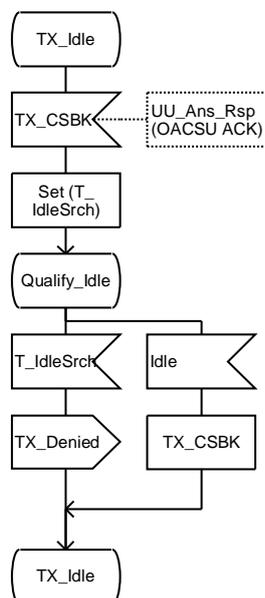 TX_Idle
TX_CSBK
UU_Ans_Rsp
(OACSU ACK)
Set (T_
IdleSrch)
Qualify_Idle
T_IdleSrch
Idle
TX_Denied
TX_CSBK
TX_Idle